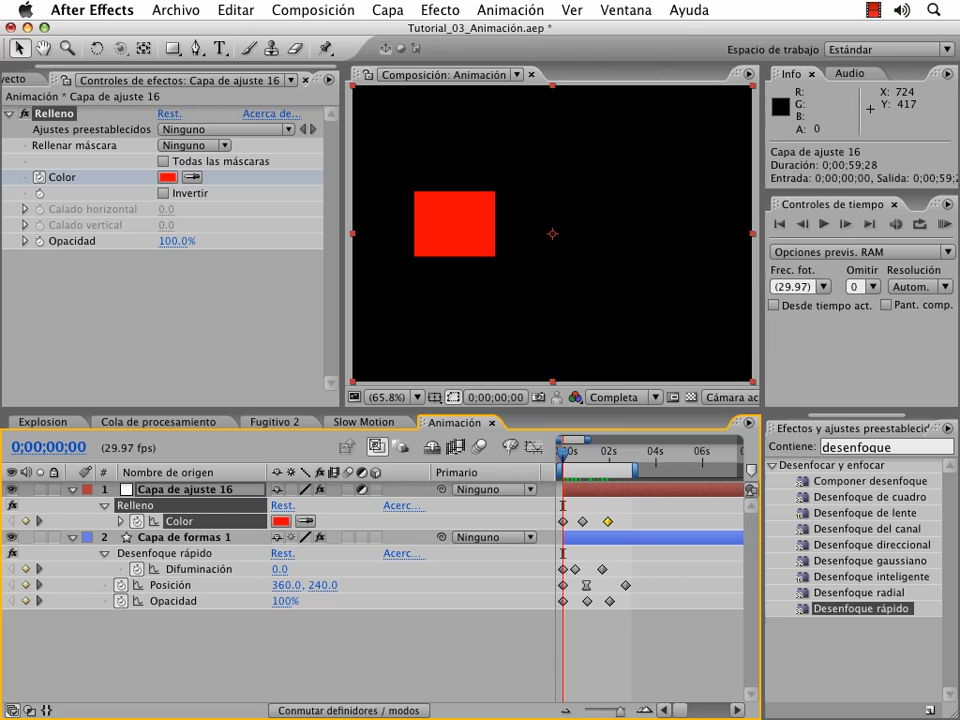 After Effects Archivo Editar Composición Capa Efecto Animación Ver Ventana Ayuda
Tutorial_03_Animación.aep *
Espacio de trabajo Estándar
yecto Controles de efectos: Capa de ajuste 16
Animación * Capa de ajuste 16
Relleno Rest. Acerca de...
Ajustes preestablecidos Ninguno
Rellenar máscara Ninguno
Todas las máscaras
Color
Invertir
Calado horizontal 0.0
Calado vertical 0.0
Opacidad 100.0%
Composición: Animación
(65.8%) 0;00;00;00 Completa Cámara ac
Info Audio
R: X: 724
G: Y: 417
B:
A: 0
Capa de ajuste 16
Duración: 0;00;59;28
Entrada: 0;00;00;00, Salida: 0;00;59;2
Controles de tiempo
Opciones previs. RAM
Frec. fot. Omitir Resolución
(29.97) 0 Autom.
Desde tiempo act. Pant. comp.
Explosion Cola de procesamiento Fugitivo 2 Slow Motion Animación
0;00;00;00 (29.97 fps)
00s 02s 04s 06s
# Nombre de origen Primario
1 Capa de ajuste 16 Ninguno
Relleno Rest. Acerc...
Color
2 Capa de formas 1 Ninguno
Desenfoque rápido Rest. Acerc...
Difuminación 0.0
Posición 360.0, 240.0
Opacidad 100%
Conmutar definidores / modos
Efectos y ajustes preestableci
Contiene: desenfoque
Desenfocar y enfocar
Componer desenfoque
Desenfoque de cuadro
Desenfoque de lente
Desenfoque del canal
Desenfoque direccional
Desenfoque gaussiano
Desenfoque inteligente
Desenfoque radial
Desenfoque rápido